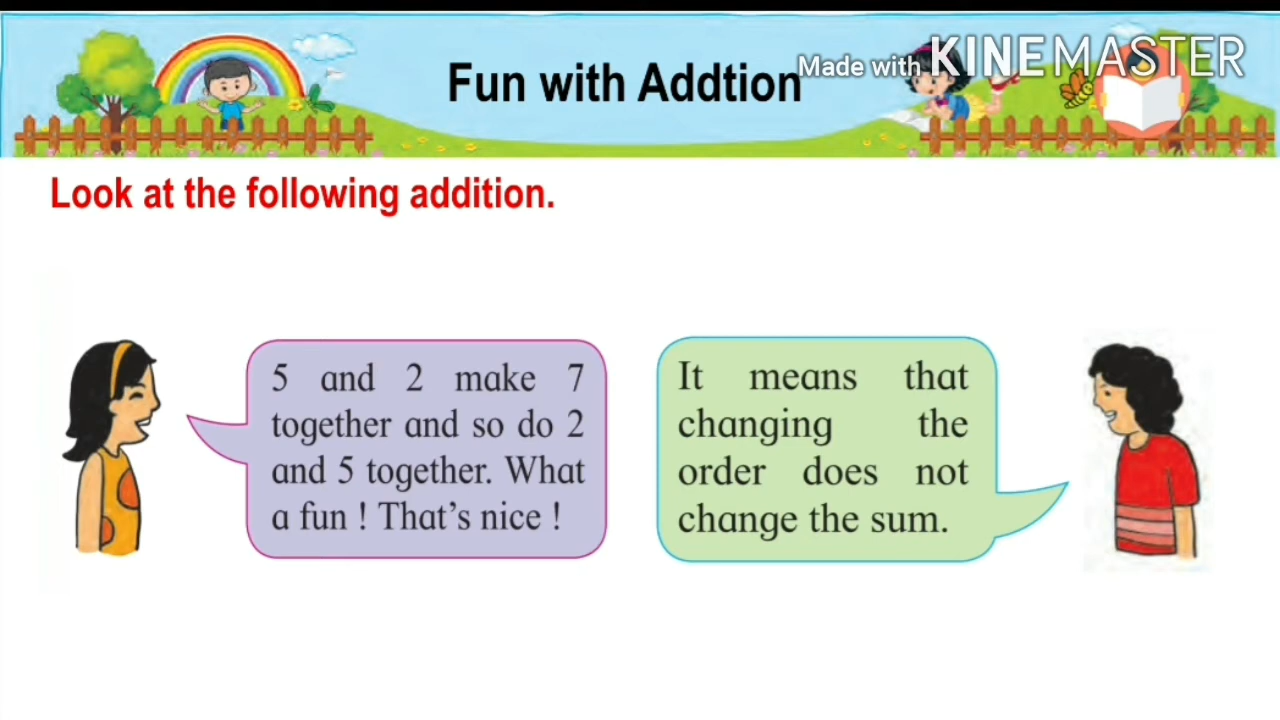 Fun with Addtion
Made with KINEMASTER
Look at the following addition.
5 and 2 make 7
together and so do 2
and 5 together. What
a fun ! That's nice !
It means that
changing the
order does not
change the sum.